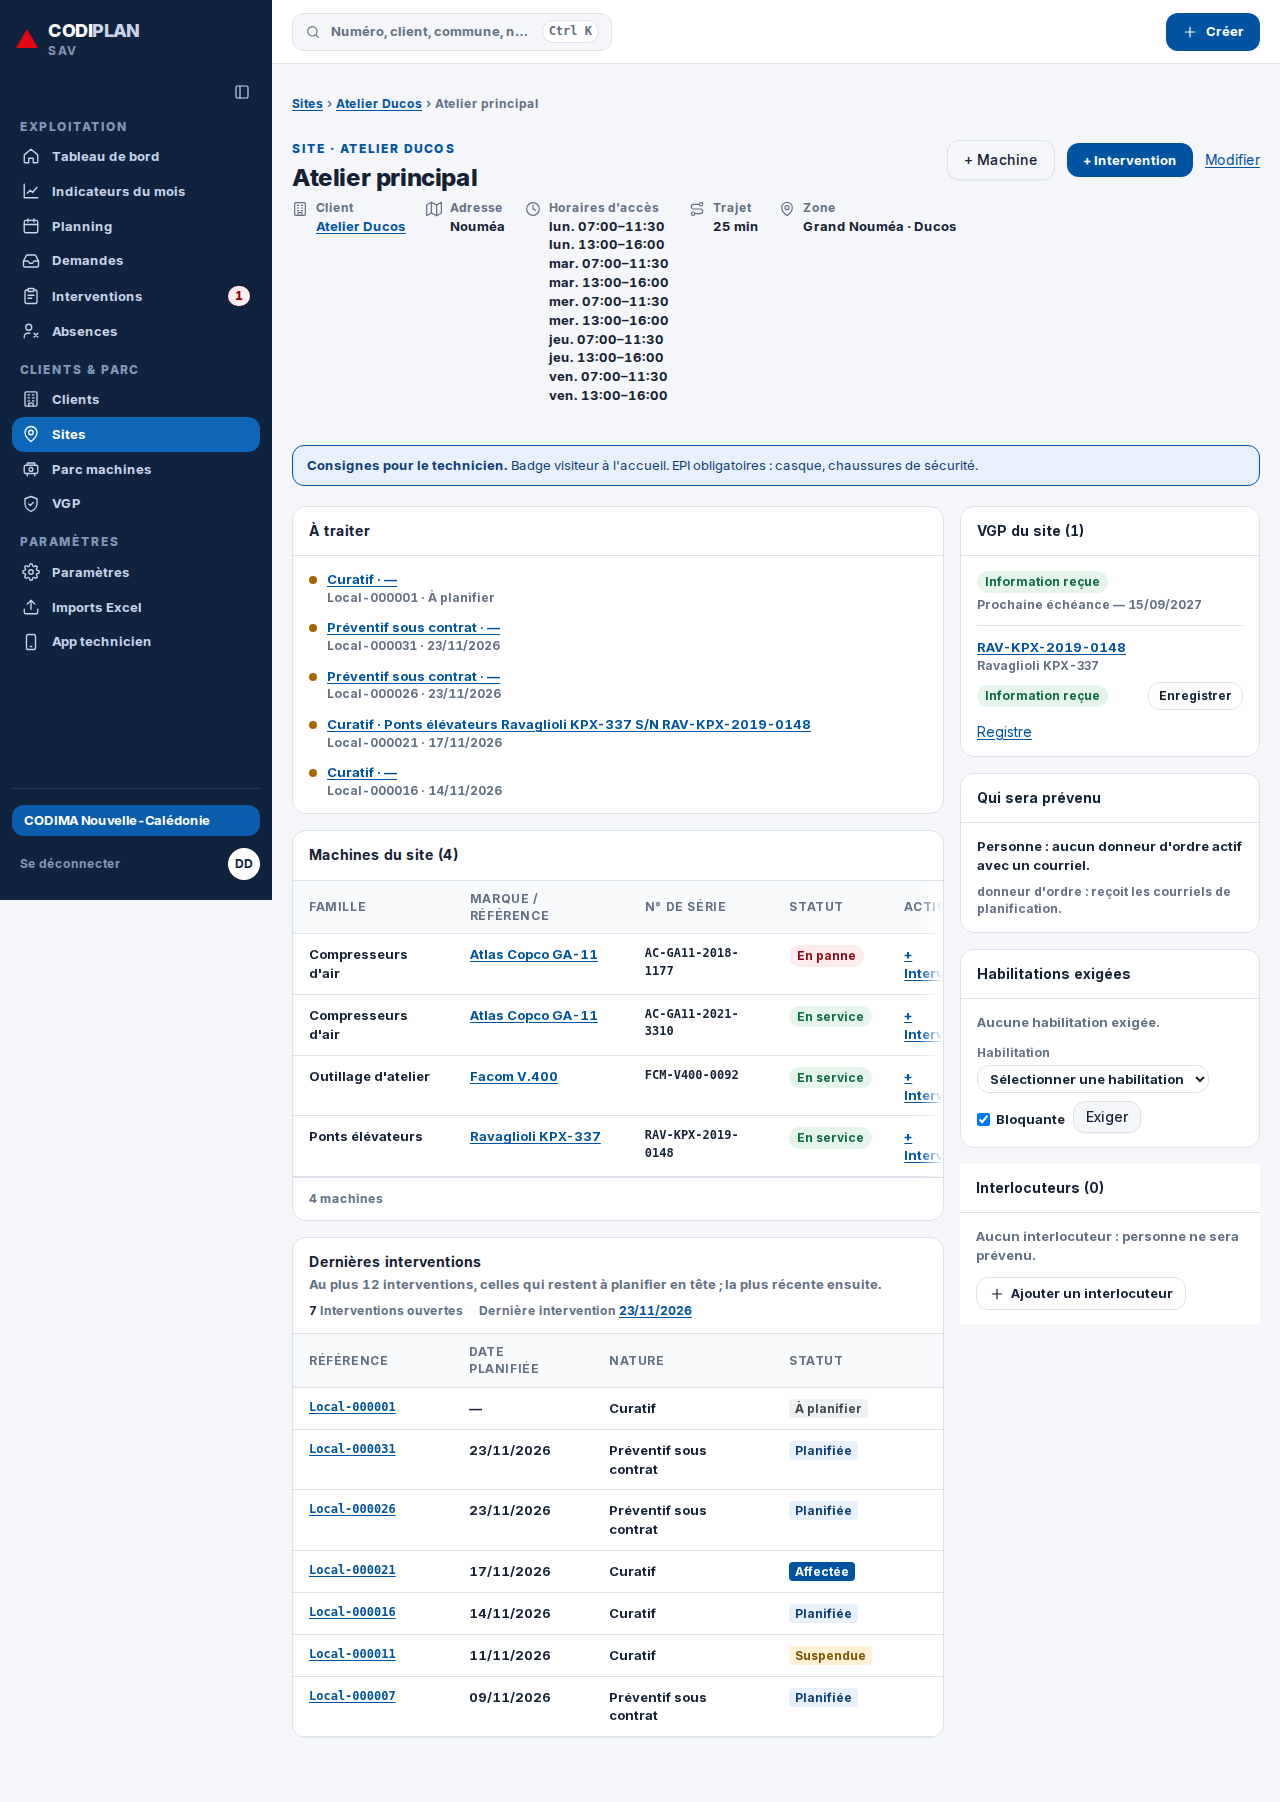 CODIPLAN
SAV
Numéro, client, commune, n… Ctrl K
Créer
EXPLOITATION
Tableau de bord
Indicateurs du mois
Planning
Demandes
Interventions 1
Absences
CLIENTS & PARC
Clients
Sites
Parc machines
VGP
PARAMÈTRES
Paramètres
Imports Excel
App technicien
CODIMA Nouvelle-Calédonie
Se déconnecter DD
Sites › Atelier Ducos › Atelier principal
SITE · ATELIER DUCOS
Atelier principal
+ Machine
+ Intervention
Modifier
Client
Atelier Ducos
Adresse
Nouméa
Horaires d'accès
lun. 07:00–11:30
lun. 13:00–16:00
mar. 07:00–11:30
mar. 13:00–16:00
mer. 07:00–11:30
mer. 13:00–16:00
jeu. 07:00–11:30
jeu. 13:00–16:00
ven. 07:00–11:30
ven. 13:00–16:00
Trajet
25 min
Zone
Grand Nouméa · Ducos
Consignes pour le technicien. Badge visiteur à l'accueil. EPI obligatoires : casque, chaussures de sécurité.
À traiter
Curatif · —
Local-000001 · À planifier
Préventif sous contrat · —
Local-000031 · 23/11/2026
Préventif sous contrat · —
Local-000026 · 23/11/2026
Curatif · Ponts élévateurs Ravaglioli KPX-337 S/N RAV-KPX-2019-0148
Local-000021 · 17/11/2026
Curatif · —
Local-000016 · 14/11/2026
Machines du site (4)
FAMILLE MARQUE / RÉFÉRENCE N° DE SÉRIE STATUT
Compresseurs d'air Atlas Copco GA-11 AC-GA11-2018-1177 En panne +
Compresseurs d'air Atlas Copco GA-11 AC-GA11-2021-3310 En service +
Outillage d'atelier Facom V.400 FCM-V400-0092 En service +
Ponts élévateurs Ravaglioli KPX-337 RAV-KPX-2019-0148 En service +
4 machines
Dernières interventions
Au plus 12 interventions, celles qui restent à planifier en tête ; la plus récente ensuite.
7 Interventions ouvertes Dernière intervention 23/11/2026
RÉFÉRENCE DATE PLANIFIÉE NATURE STATUT
Local-000001 — Curatif À planifier
Local-000031 23/11/2026 Préventif sous contrat Planifiée
Local-000026 23/11/2026 Préventif sous contrat Planifiée
Local-000021 17/11/2026 Curatif Affectée
Local-000016 14/11/2026 Curatif Planifiée
Local-000011 11/11/2026 Curatif Suspendue
Local-000007 09/11/2026 Préventif sous contrat Planifiée
VGP du site (1)
Information reçue
Prochaine échéance — 15/09/2027
RAV-KPX-2019-0148
Ravaglioli KPX-337
Information reçue Enregistrer
Registre
Qui sera prévenu
Personne : aucun donneur d'ordre actif
avec un courriel.
donneur d'ordre : reçoit les courriels de
planification.
Habilitations exigées
Aucune habilitation exigée.
Habilitation
Sélectionner une habilitation
Bloquante Exiger
Interlocuteurs (0)
Aucun interlocuteur : personne ne sera
prévenu.
Ajouter un interlocuteur